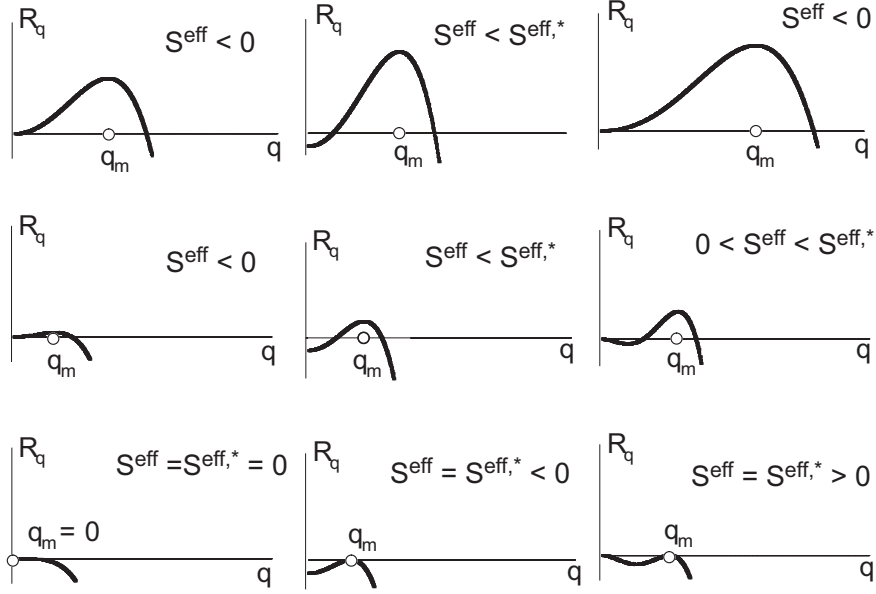 R_q
S^eff < 0
q_m
q
R_q
S^eff < S^eff,*
q_m
R_q
S^eff < 0
q_m
q
R_q
S^eff < 0
q_m
q
R_q
S^eff < S^eff,*
q_m
q
R_q
0 < S^eff < S^eff,*
q_m
q
R_q
S^eff =S^eff,* = 0
q_m = 0
q
R_q
S^eff = S^eff,* < 0
q_m
q
R_q
S^eff = S^eff,* > 0
q_m
q